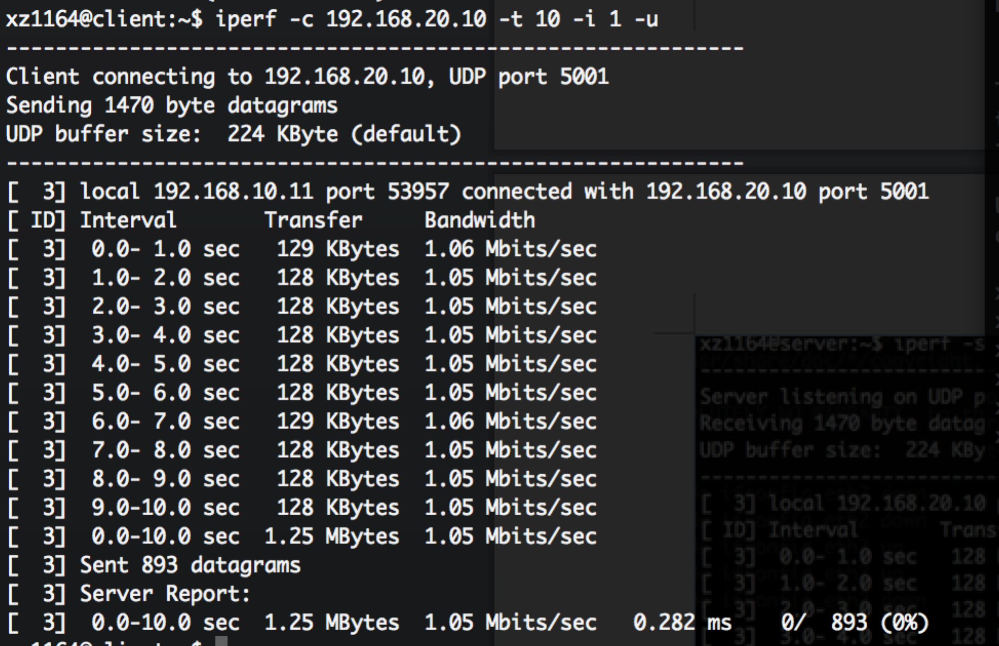 xz1164@client:~$ iperf -c 192.168.20.10 -t 10 -i 1 -u
------------------------------------------------------------
Client connecting to 192.168.20.10, UDP port 5001
Sending 1470 byte datagrams
UDP buffer size:  224 KByte (default)
------------------------------------------------------------
[  3] local 192.168.10.11 port 53957 connected with 192.168.20.10 port 5001
[ ID] Interval       Transfer     Bandwidth
[  3]  0.0- 1.0 sec   129 KBytes  1.06 Mbits/sec
[  3]  1.0- 2.0 sec   128 KBytes  1.05 Mbits/sec
[  3]  2.0- 3.0 sec   128 KBytes  1.05 Mbits/sec
[  3]  3.0- 4.0 sec   128 KBytes  1.05 Mbits/sec
[  3]  4.0- 5.0 sec   128 KBytes  1.05 Mbits/sec
[  3]  5.0- 6.0 sec   128 KBytes  1.05 Mbits/sec
[  3]  6.0- 7.0 sec   129 KBytes  1.06 Mbits/sec
[  3]  7.0- 8.0 sec   128 KBytes  1.05 Mbits/sec
[  3]  8.0- 9.0 sec   128 KBytes  1.05 Mbits/sec
[  3]  9.0-10.0 sec   128 KBytes  1.05 Mbits/sec
[  3]  0.0-10.0 sec  1.25 MBytes  1.05 Mbits/sec
[  3] Sent 893 datagrams
[  3] Server Report:
[  3]  0.0-10.0 sec  1.25 MBytes  1.05 Mbits/sec   0.282 ms    0/  893 (0%)
xz1164@server:~$ iperf -s
Server listening on UDP
Receiving 1470 byte
UDP buffer size:  224
[  3] local 192.168.20.10
[ ID] Interval
[  3]  0.0- 1.0 sec   128
[  3]  1.0- 2.0 sec   128
[  3]  2.0- 3.0 sec   128
[  3]  3.0- 4.0 sec   128